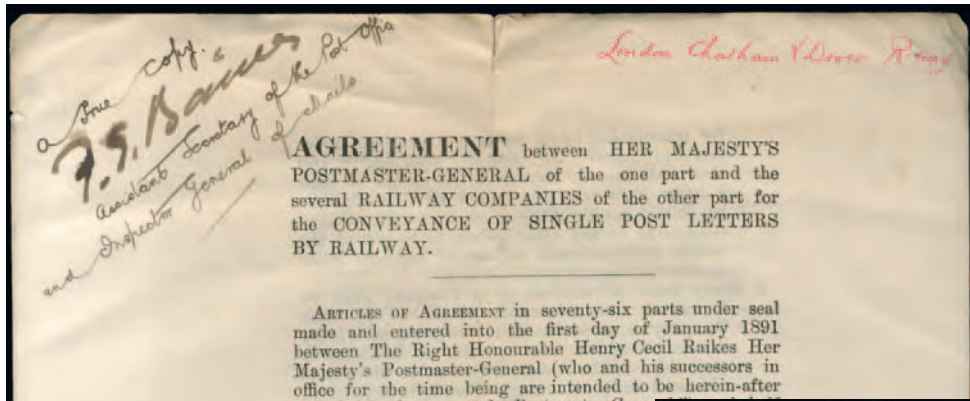 a True copy.
F.E. Baines
Assistant Secretary of the Post Office
and Inspector General of Mails
London Chatham & Dover R·way
AGREEMENT between HER MAJESTY'S
POSTMASTER-GENERAL of the one part and the
several RAILWAY COMPANIES of the other part for
the CONVEYANCE OF SINGLE POST LETTERS
BY RAILWAY.
ARTICLES OF AGREEMENT in seventy-six parts under seal
made and entered into the first day of January 1891
between The Right Honourable Henry Cecil Raikes Her
Majesty's Postmaster-General (who and his successors in
office for the time being are intended to be herein-after